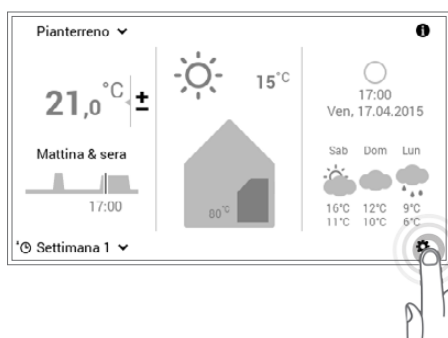 Pianterreno
21,0°C ±
Mattina & sera
17:00
Settimana 1
15°C
80°C
17:00
Ven, 17.04.2015
Sab Dom Lun
16°C 12°C 9°C
11°C 10°C 6°C